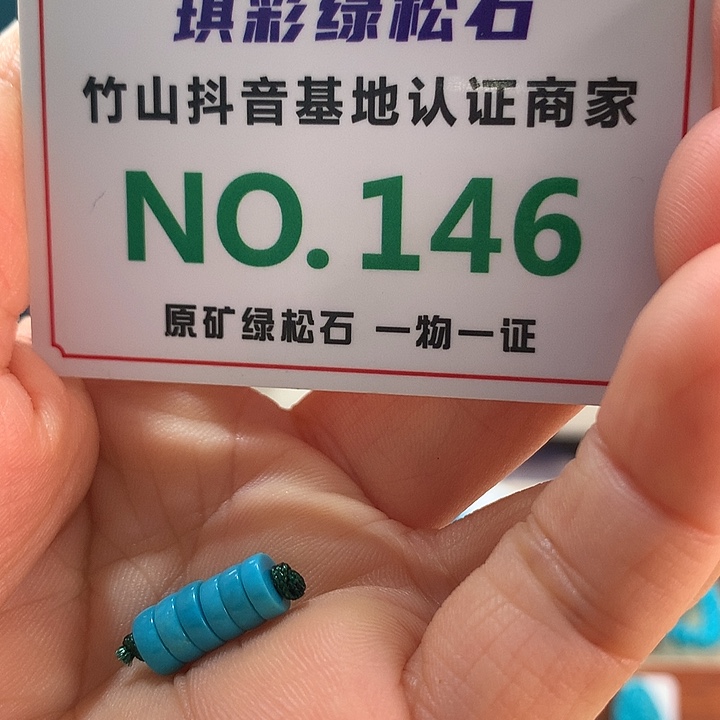 琪彩绿松石
竹山抖音基地认证商家
NO.146
原矿绿松石 一物一证